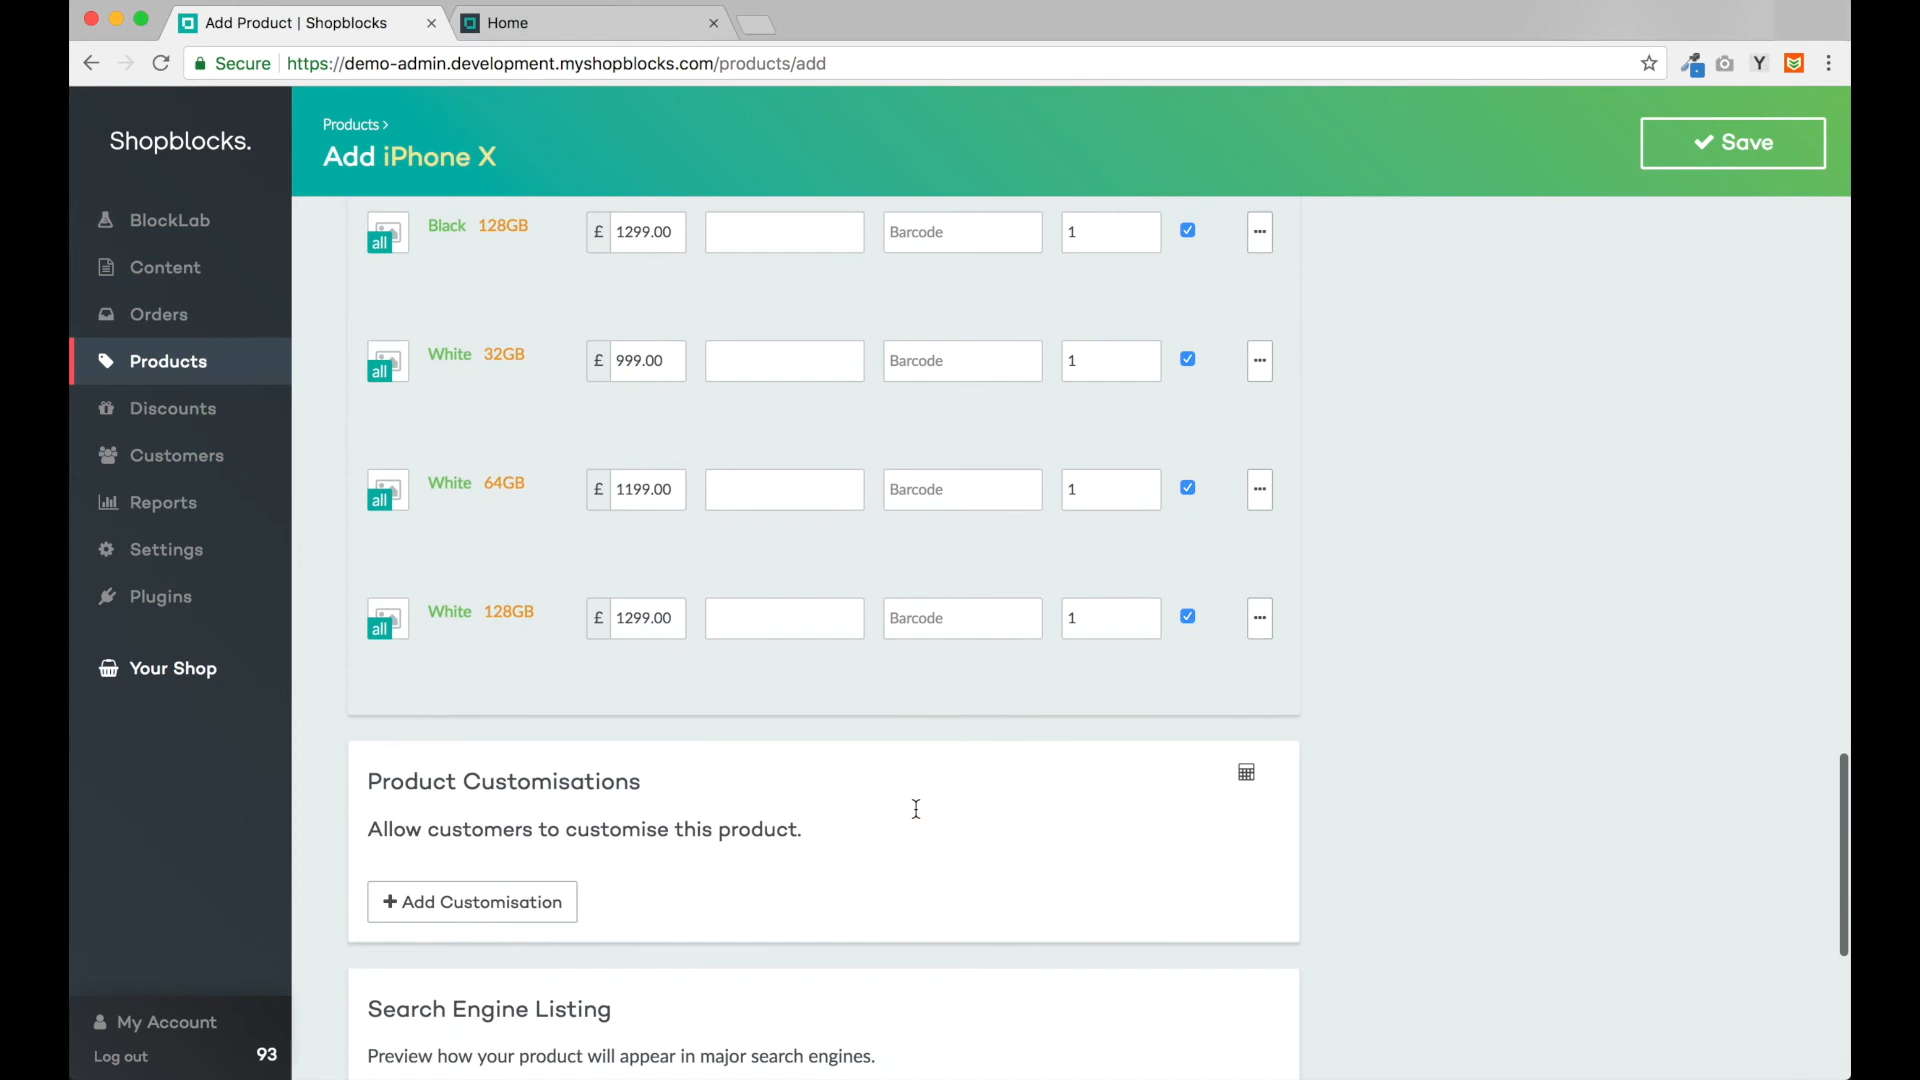 Add Product | Shopblocks
Home
Secure
https://demo-admin.development.myshopblocks.com/products/add
Y
Shopblocks.
Products >
Add iPhone X
Save
BlockLab
Content
Orders
Products
Discounts
Customers
Reports
Settings
Plugins
Your Shop
My Account
Log out 93
all Black 128GB £ 1299.00 Barcode 1
all White 32GB £ 999.00 Barcode 1
all White 64GB £ 1199.00 Barcode 1
all White 128GB £ 1299.00 Barcode 1
Product Customisations
Allow customers to customise this product.
+ Add Customisation
Search Engine Listing
Preview how your product will appear in major search engines.